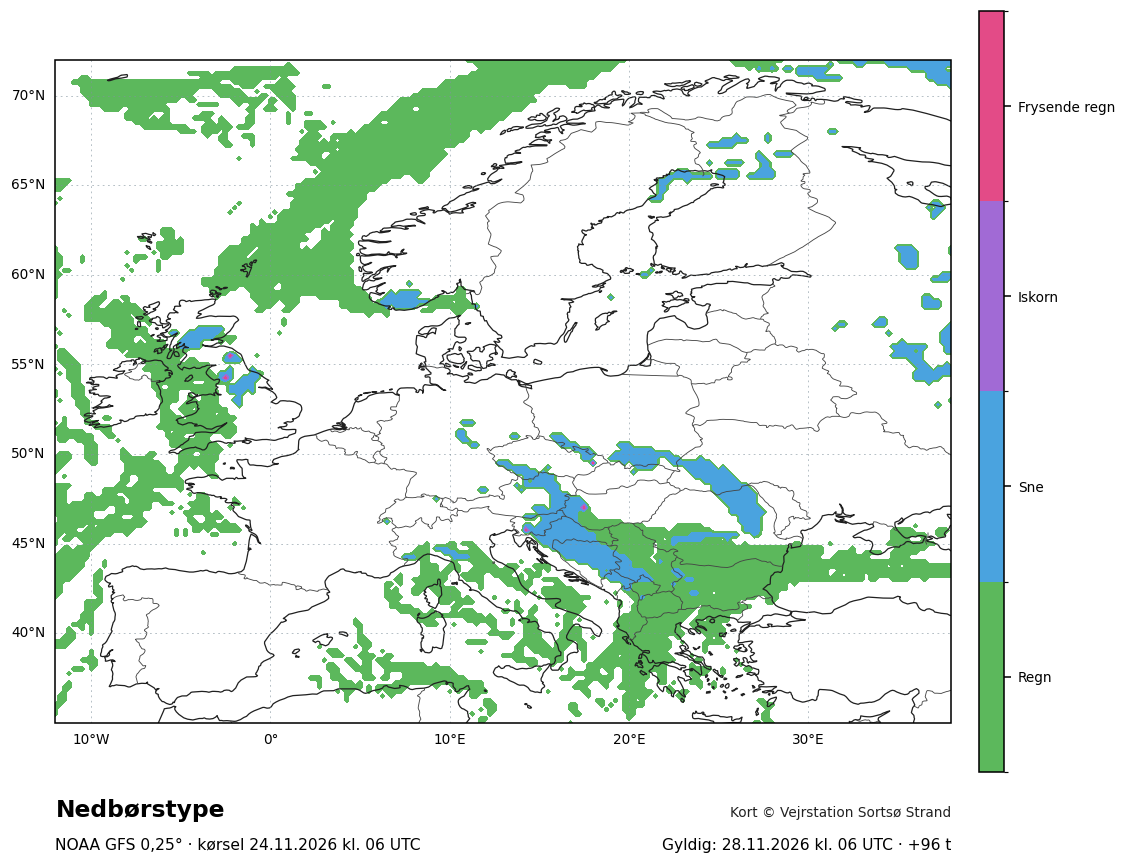 Frysende regn
Iskorn
Sne
Regn
70°N
65°N
60°N
55°N
50°N
45°N
40°N
10°W
0°
10°E
20°E
30°E
Nedbørstype
Kort © Vejrstation Sortsø Strand
NOAA GFS 0,25° · kørsel 24.11.2026 kl. 06 UTC
Gyldig: 28.11.2026 kl. 06 UTC · +96 t